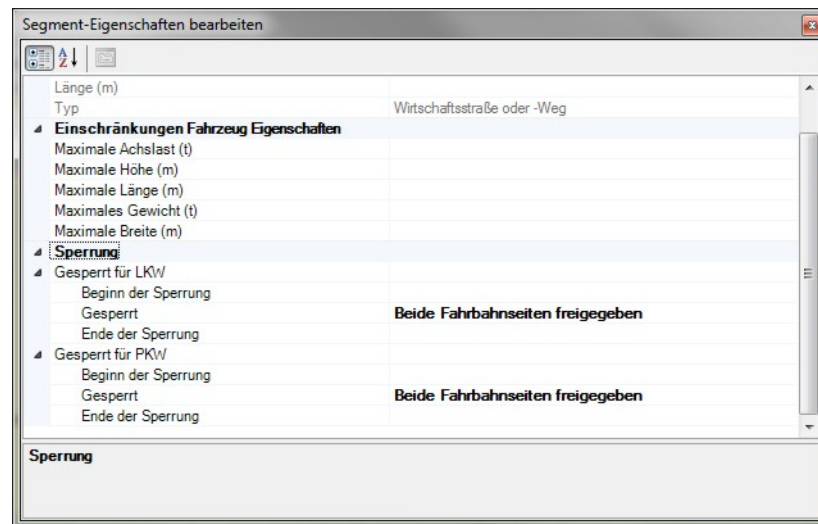 Segment-Eigenschaften bearbeiten
Länge (m)
Typ Wirtschaftsstraße oder -Weg
Einschränkungen Fahrzeug Eigenschaften
Maximale Achslast (t)
Maximale Höhe (m)
Maximale Länge (m)
Maximales Gewicht (t)
Maximale Breite (m)
Sperrung
Gesperrt für LKW
Beginn der Sperrung
Gesperrt Beide Fahrbahnseiten freigegeben
Ende der Sperrung
Gesperrt für PKW
Beginn der Sperrung
Gesperrt Beide Fahrbahnseiten freigegeben
Ende der Sperrung
Sperrung